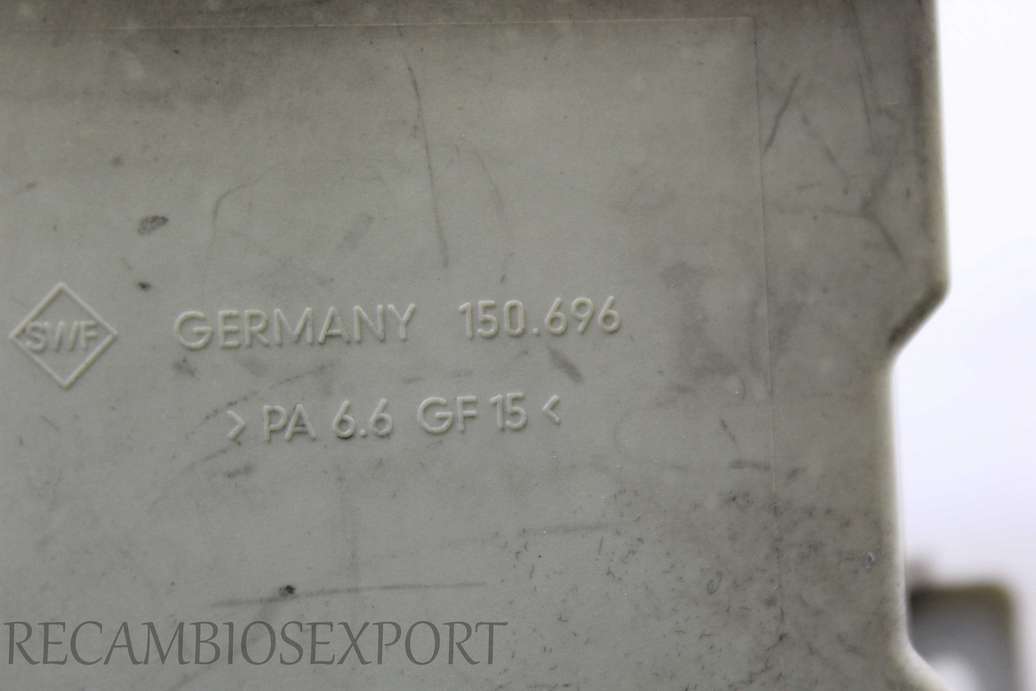 SWF GERMANY 150.696
>PA 6.6 GF 15<
RECAMBIOSEXPORT